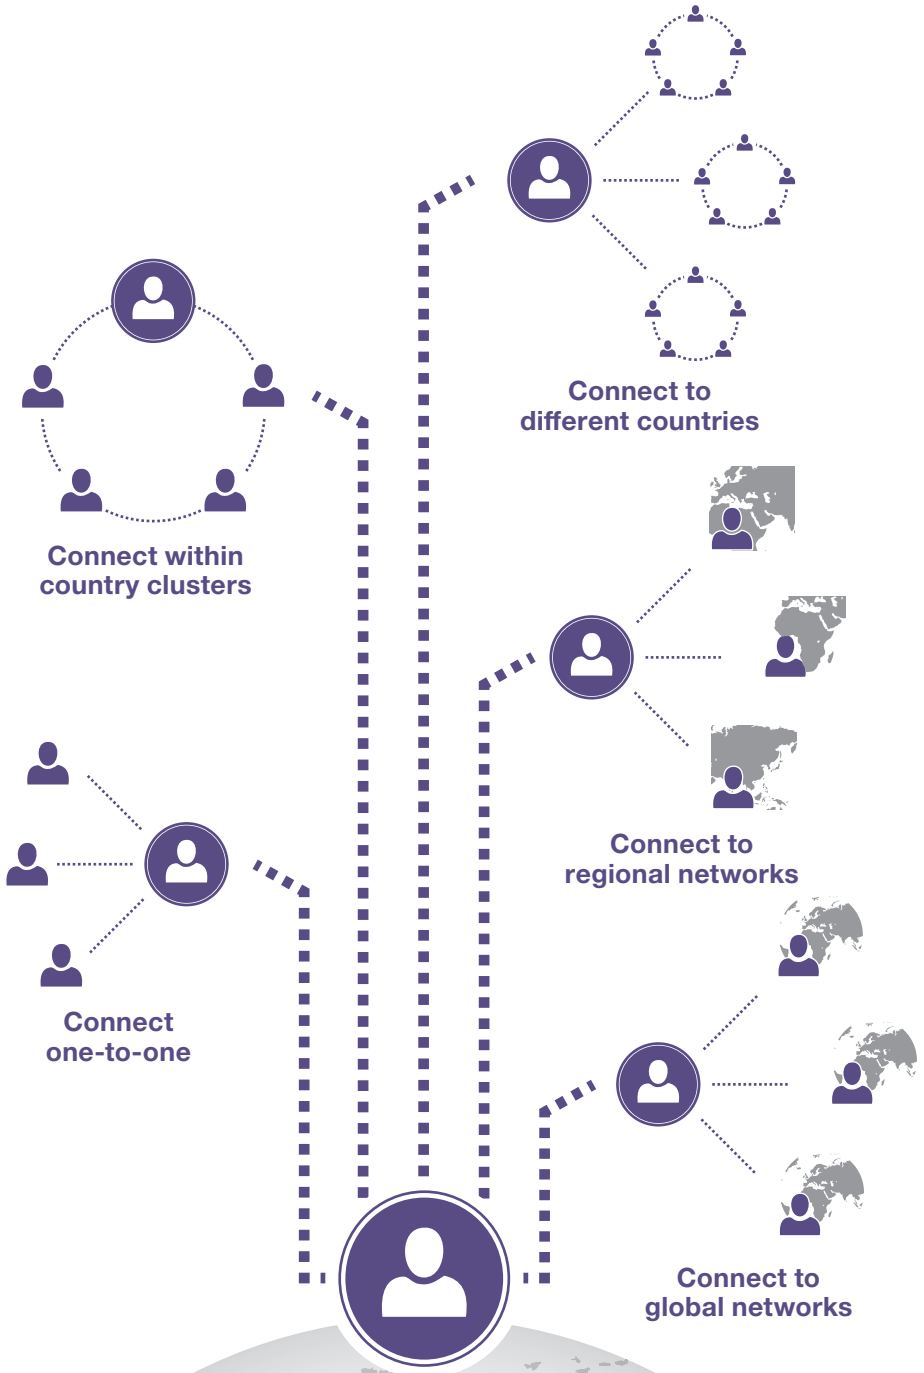 Connect to
different countries
Connect within
country clusters
Connect to
regional networks
Connect
one-to-one
Connect to
global networks